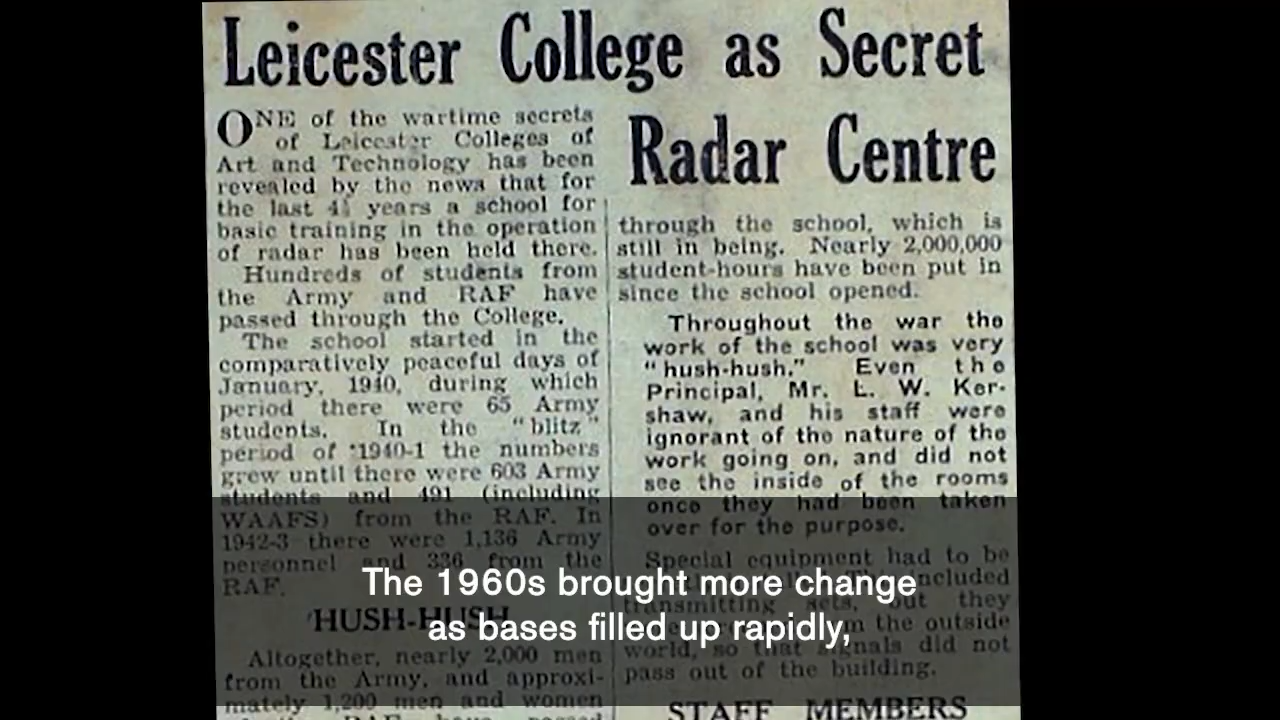 Leicester College as Secret
Radar Centre
ONE of the wartime secrets
of Leicester Colleges of
Art and Technology has been
revealed by the news that for
the last 4½ years a school for
basic training in the operation
of radar has been held there.
Hundreds of students from
the Army and RAF have
passed through the College.
The school started in the
comparatively peaceful days of
January, 1940, during which
period there were 65 Army
students. In the "blitz"
period of 1940-1 the numbers
grew until there were 603 Army
students and 491 (including
WAAFS) from the RAF. In
1942-3 there were 1,136 Army
personnel and 336 from the
RAF.
HUSH-HUSH
Altogether, nearly 2,000 men
from the Army, and approxi-
mately 1,200 men and women
RAF have passed
through the school, which is
still in being. Nearly 2,000,000
student-hours have been put in
since the school opened.
Throughout the war the
work of the school was very
"hush-hush." Even the
Principal, Mr. L. W. Ker-
shaw, and his staff were
ignorant of the nature of the
work going on, and did not
see the inside of the rooms
once they had been taken
over for the purpose.
Special equipment had to be
included
transmitting sets, but they
the outside
world, so that signals did not
pass out of the building.
STAFF MEMBERS
The 1960s brought more change
as bases filled up rapidly,